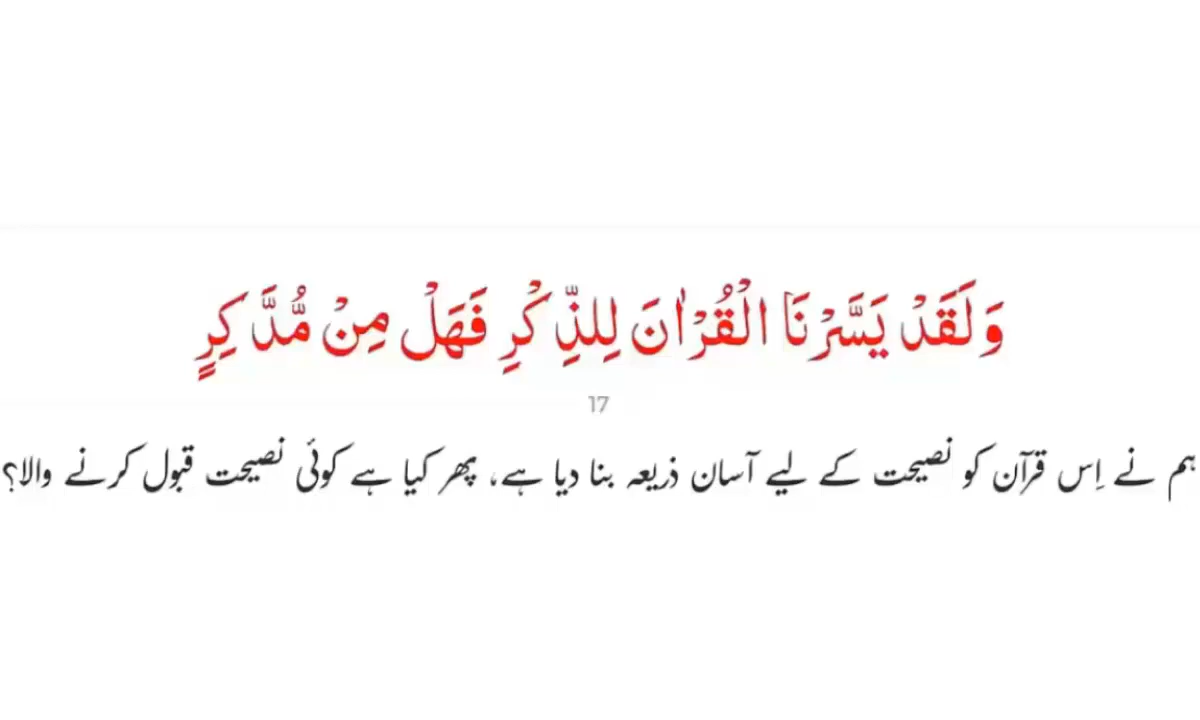 وَلَقَدْ يَسَّرْنَا الْقُرْاٰنَ لِلذِّكْرِ فَهَلْ مِنْ مُّدَّكِرٍ
17
ہم نے اِس قرآن کو نصیحت کے لیے آسان ذریعہ بنا دیا ہے، پھر کیا ہے کوئی نصیحت قبول کرنے والا؟